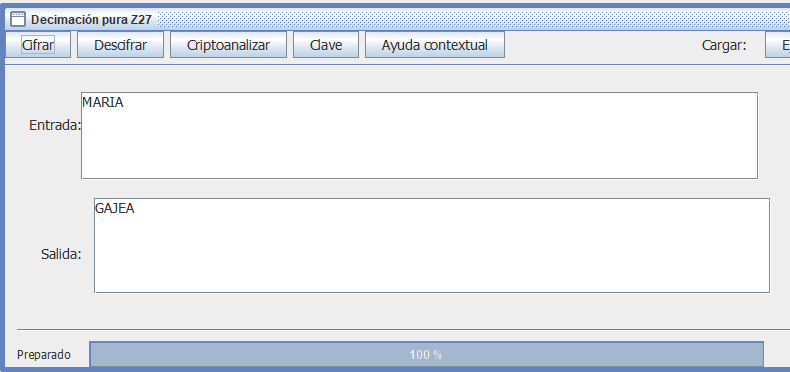 Decimación pura Z27
Cifrar Descifrar Criptoanalizar Clave Ayuda contextual Cargar: E
Entrada: MARIA
Salida: GAJEA
Preparado 100 %